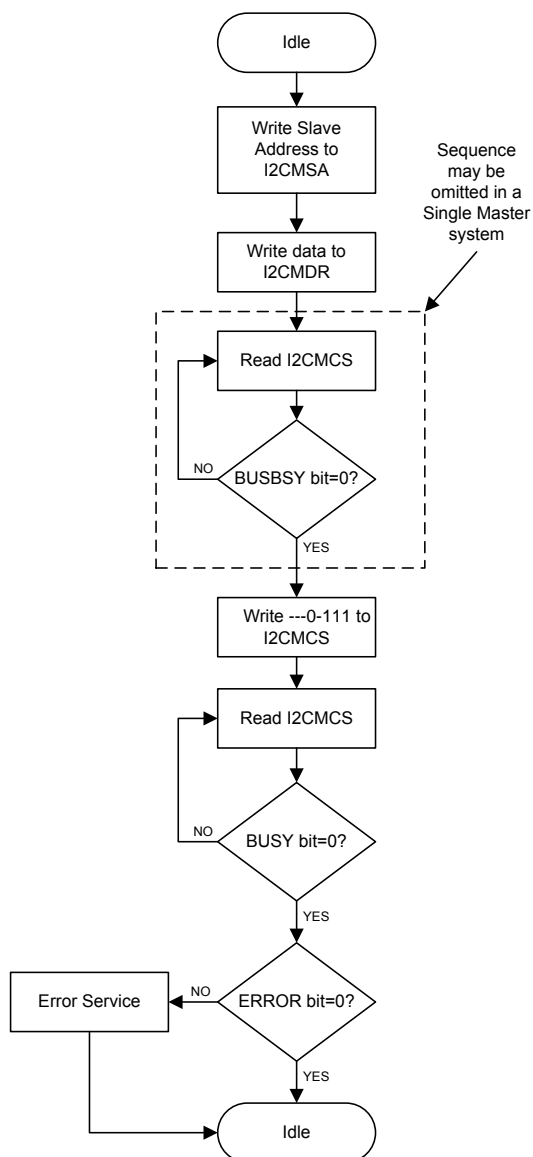 Idle
Write Slave
Address to
I2CMSA
Sequence
may be
omitted in a
Single Master
system
Write data to
I2CMDR
Read I2CMCS
NO
BUSBSY bit=0?
YES
Write ---0-111 to
I2CMCS
Read I2CMCS
NO
BUSY bit=0?
YES
Error Service
NO
ERROR bit=0?
YES
Idle